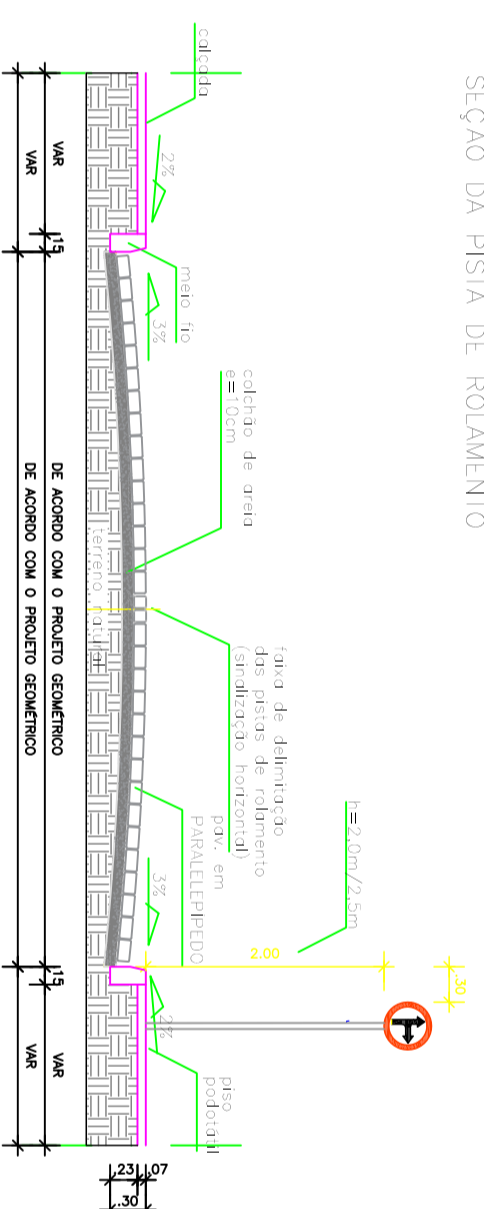 SEÇÃO DA PISTA DE ROLAMENTO
h=2,0m/2,5m
.30
2.00
faixa de delimitação
das pistas de rolamento
(sinalização horizontal)
pav. em
PARALELEPIPEDO
colchão de areia
e=10cm
calçada
2%
meio fio
3%
3%
2%
piso
podotátil
terreno natural
.23
.07
.30
VAR
.15
DE ACORDO COM O PROJETO GEOMÉTRICO
.15
VAR
VAR
DE ACORDO COM O PROJETO GEOMÉTRICO
VAR